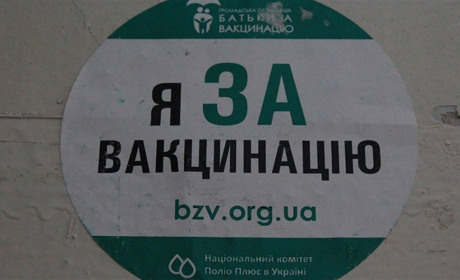 ГРОМАДСЬКА ОРГАНІЗАЦІЯ
БАТЬКИ ЗА
ВАКЦИНАЦІЮ
Я ЗА
ВАКЦИНАЦІЮ
bzv.org.ua
Національний комітет
Поліо Плюс в Україні